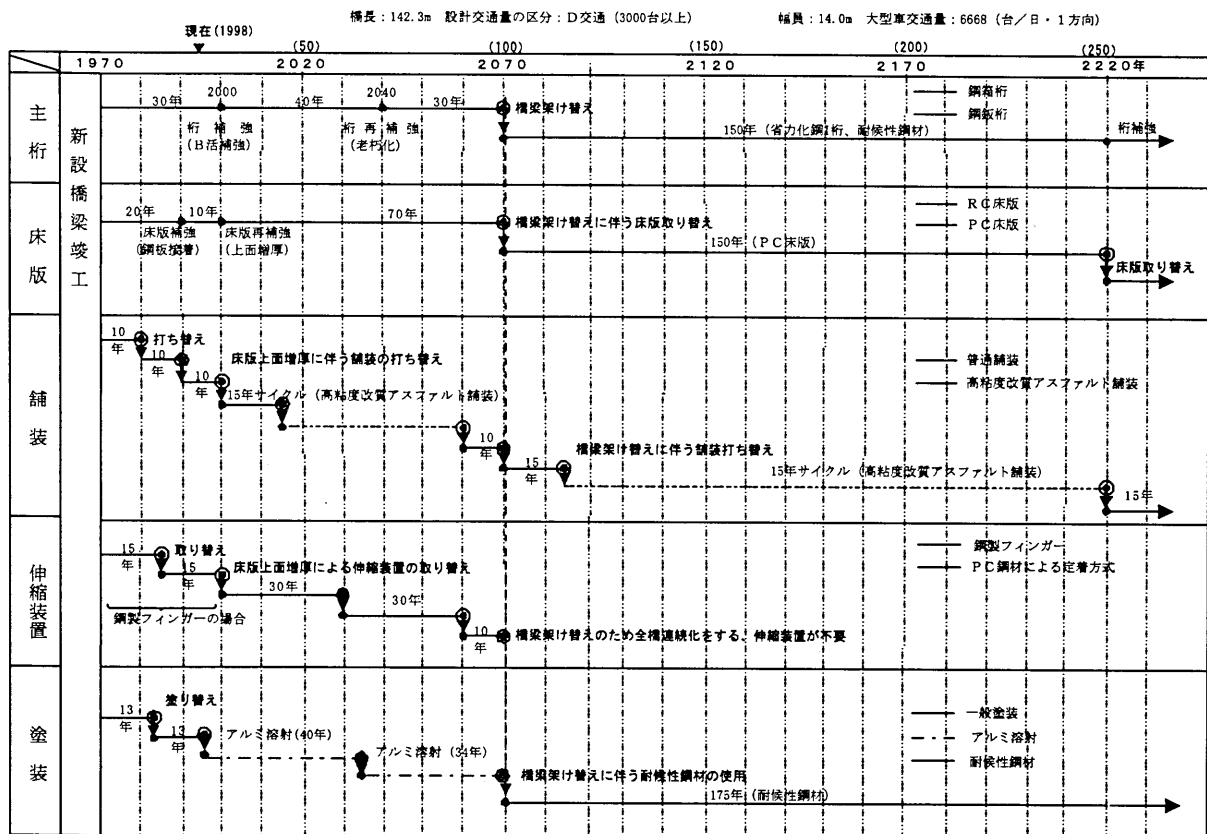 橋長：142.3m 設計交通量の区分：D交通（3000台以上） 幅員：14.0m 大型車交通量：6668（台／日・1方向）
現在(1998)
(50) (100) (150) (200) (250)
1970 2020 2070 2120 2170 2220年
新設橋梁竣工
主桁
30年 2000 40年 2040 30年
橋梁架け替え
鋼箱桁
鋼鈑桁
桁補強
(B活補強)
桁再補強
(老朽化)
150年（省力化鋼I桁、耐候性鋼材）
桁補強
床版
20年 10年 70年
床版補強
(鋼板接着)
床版再補強
(上面増厚)
橋梁架け替えに伴う床版取り替え
RC床版
PC床版
150年（PC床版）
床版取り替え
舗装
10年
打ち替え
10年
床版上面増厚に伴う舗装の打ち替え
普通舗装
10年
15年サイクル（高粘度改質アスファルト舗装）
高粘度改質アスファルト舗装
10年
橋梁架け替えに伴う舗装打ち替え
15年
15年サイクル（高粘度改質アスファルト舗装）
15年
伸縮装置
15年
取り替え
鋼製フィンガー
15年
床版上面増厚による伸縮装置の取り替え
PC鋼材による定着方式
30年
30年
鋼製フィンガーの場合
10年
橋梁架け替えのため全橋連続化をする、伸縮装置が不要
塗装
13年
塗り替え
一般塗装
13年
アルミ溶射(40年)
アルミ溶射
アルミ溶射（34年）
耐候性鋼材
橋梁架け替えに伴う耐候性鋼材の使用
175年（耐候性鋼材）